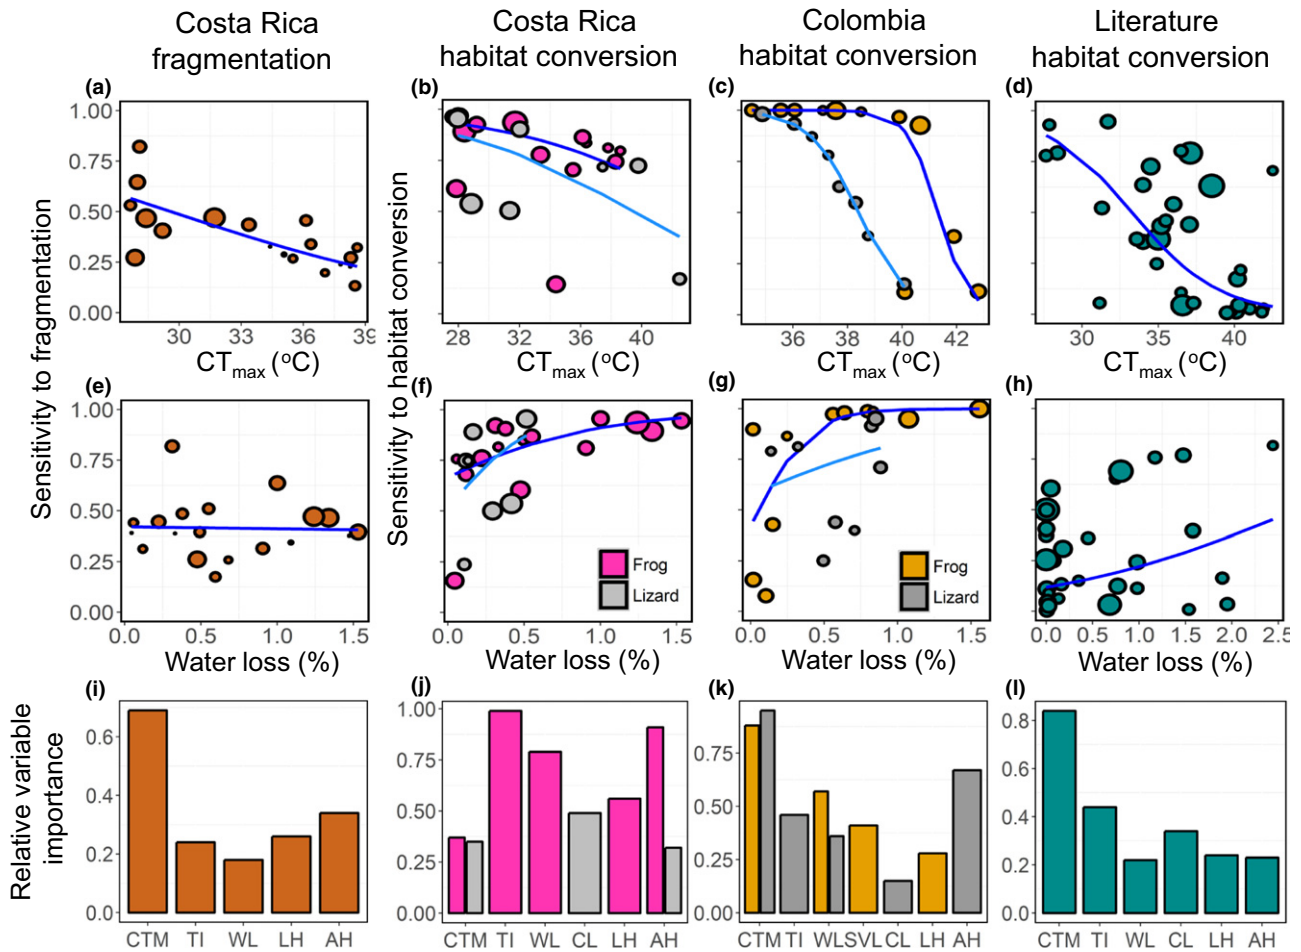 Costa Rica
fragmentation
Costa Rica
habitat conversion
Colombia
habitat conversion
Literature
habitat conversion
(a)
(b)
(c)
(d)
1.00
0.75
0.50
0.25
0.00
30
33
36
39
28
32
36
40
36
38
40
42
30
35
40
CTmax (oC)
CTmax (oC)
CTmax (oC)
CTmax (oC)
Sensitivity to fragmentation
Sensitivity to habitat conversion
(e)
(f)
(g)
(h)
1.00
0.75
0.50
0.25
0.00
Frog
Lizard
Frog
Lizard
0.0
0.5
1.0
1.5
0.0
0.5
1.0
1.5
0.0
0.5
1.0
1.5
0.0
0.5
1.0
1.5
2.0
2.5
Water loss (%)
Water loss (%)
Water loss (%)
Water loss (%)
Relative variable
importance
(i)
(j)
(k)
(l)
0.6
0.4
0.2
0.0
1.00
0.75
0.50
0.25
0.00
0.75
0.50
0.25
0.00
0.8
0.6
0.4
0.2
0.0
CTM TI WL LH AH
CTM TI WL CL LH AH
CTM TI WL SVL CL LH AH
CTM TI WL CL LH AH